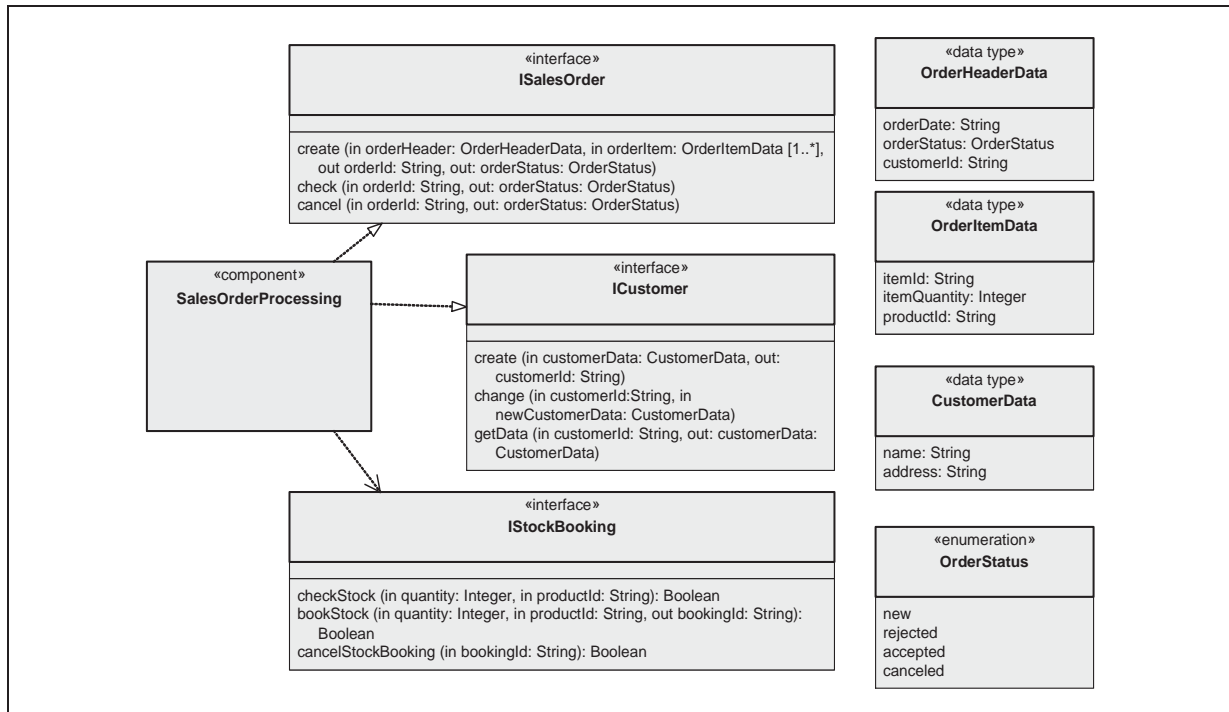 «interface»
ISalesOrder
create (in orderHeader: OrderHeaderData, in orderItem: OrderItemData [1..*],
out orderId: String, out: orderStatus: OrderStatus)
check (in orderId: String, out: orderStatus: OrderStatus)
cancel (in orderId: String, out: orderStatus: OrderStatus)
«component»
SalesOrderProcessing
«interface»
ICustomer
create (in customerData: CustomerData, out:
customerId: String)
change (in customerId:String, in
newCustomerData: CustomerData)
getData (in customerId: String, out: customerData:
CustomerData)
«interface»
IStockBooking
checkStock (in quantity: Integer, in productId: String): Boolean
bookStock (in quantity: Integer, in productId: String, out bookingId: String):
Boolean
cancelStockBooking (in bookingId: String): Boolean
«data type»
OrderHeaderData
orderDate: String
orderStatus: OrderStatus
customerId: String
«data type»
OrderItemData
itemId: String
itemQuantity: Integer
productId: String
«data type»
CustomerData
name: String
address: String
«enumeration»
OrderStatus
new
rejected
accepted
canceled